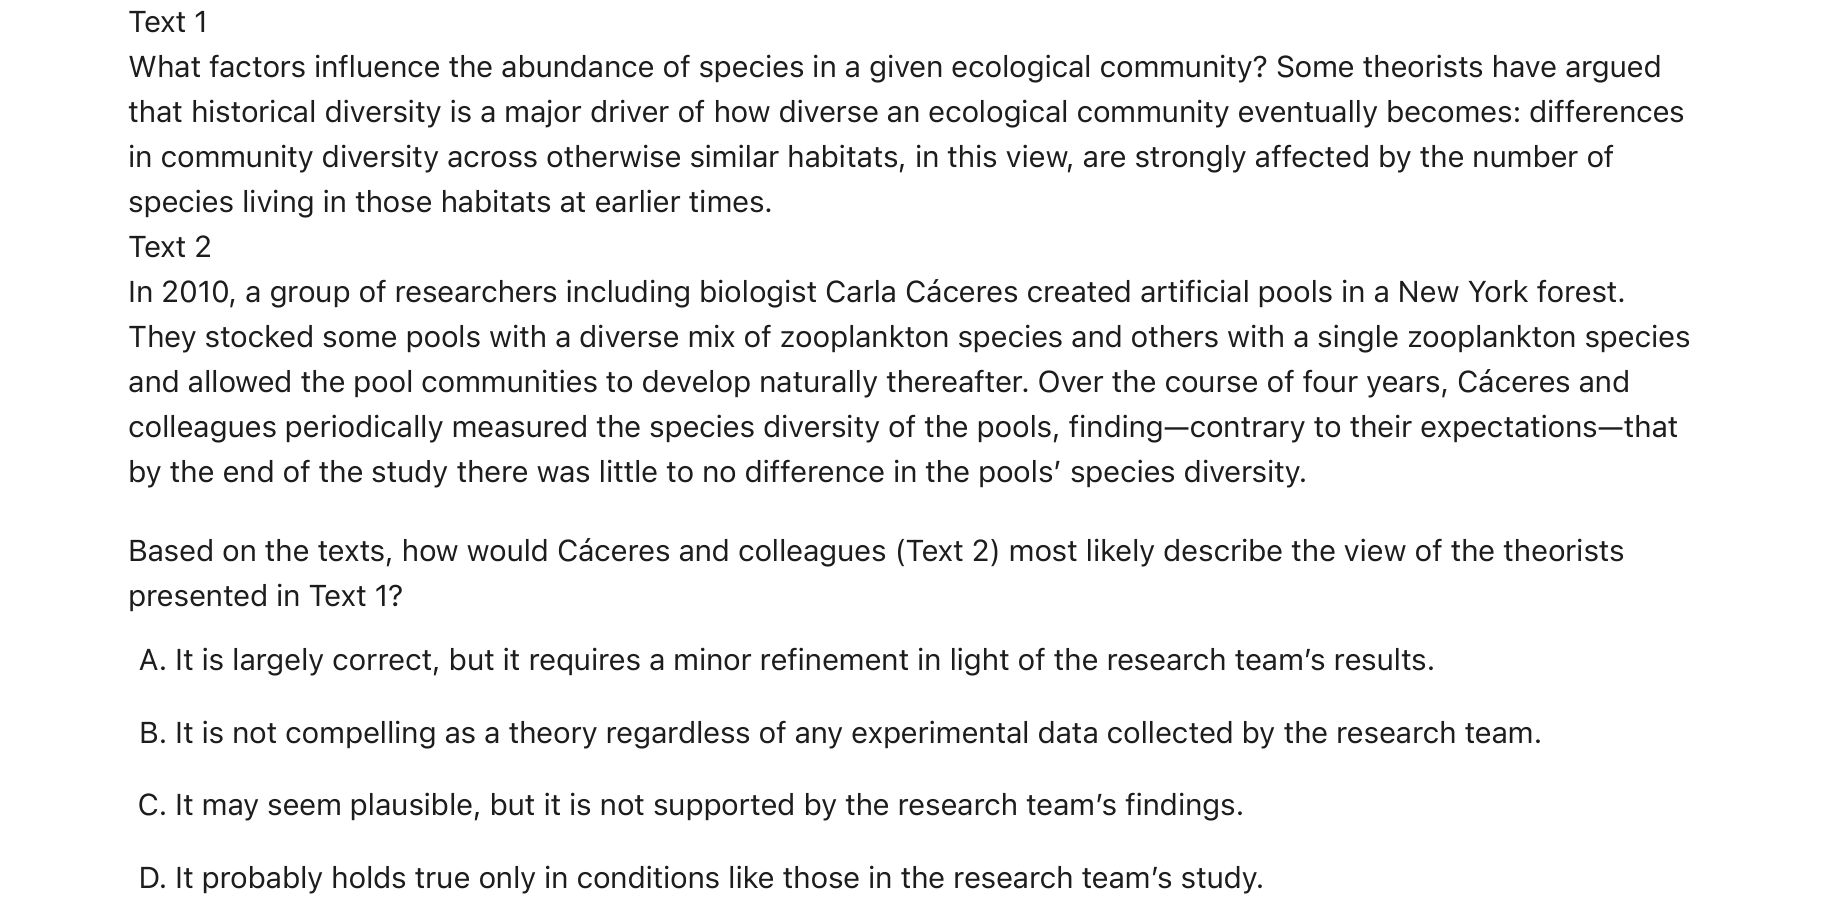 Text 1
What factors influence the abundance of species in a given ecological community? Some theorists have argued
that historical diversity is a major driver of how diverse an ecological community eventually becomes: differences
in community diversity across otherwise similar habitats, in this view, are strongly affected by the number of
species living in those habitats at earlier times.
Text 2
In 2010, a group of researchers including biologist Carla Cáceres created artificial pools in a New York forest.
They stocked some pools with a diverse mix of zooplankton species and others with a single zooplankton species
and allowed the pool communities to develop naturally thereafter. Over the course of four years, Cáceres and
colleagues periodically measured the species diversity of the pools, finding—contrary to their expectations—that
by the end of the study there was little to no difference in the pools’ species diversity.
Based on the texts, how would Cáceres and colleagues (Text 2) most likely describe the view of the theorists
presented in Text 1?
A. It is largely correct, but it requires a minor refinement in light of the research team’s results.
B. It is not compelling as a theory regardless of any experimental data collected by the research team.
C. It may seem plausible, but it is not supported by the research team’s findings.
D. It probably holds true only in conditions like those in the research team’s study.